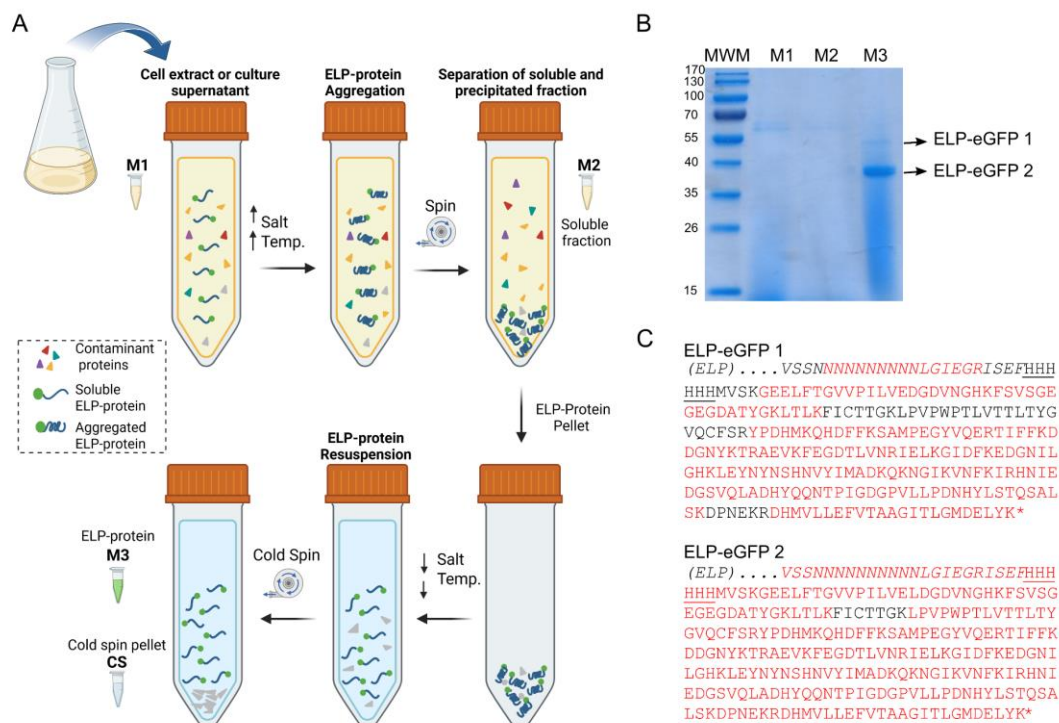 A
Cell extract or culture
supernatant
ELP-protein
Aggregation
Separation of soluble and
precipitated fraction
M1
↑ Salt
↑ Temp.
Spin
M2
Soluble
fraction
Contaminant
proteins
Soluble
ELP-protein
Aggregated
ELP-protein
ELP-Protein
Pellet
ELP-protein
Resuspension
ELP-protein
M3
Cold Spin
↓ Salt
↓ Temp.
Cold spin pellet
CS
B
MWM M1 M2 M3
170
130
100
70
55
40
35
26
15
ELP-eGFP 1
ELP-eGFP 2
C
ELP-eGFP 1
(ELP)....VSSNNNNNNNNNNLGIEGRISEFHHH
HHHMVSKGEELFTGVVPILVEDGDVNGHKFSVSGE
GEGDATYGKLTLKFICTTGKLPVPWPTLVTTLTYG
VQCFSRYPDHMKQHDFFKSAMPEGYVQERTIFFKD
DGNYKTRAEVKFEGDTLVNRIELKGIDFKEDGNIL
GHKLEYNYNSHNVYIMADKQKNGIKVNFKIRHNIE
DGSVQLADHYQQNTPIGDGPVLLPDNHYLSTQSAL
SKDPNEKRDHMVLLEFVTAAGITLGMDELYK*
ELP-eGFP 2
(ELP)....VSSNNNNNNNNNNLGIEGRISEFHHH
HHHMVSKGEELFTGVVPILVELDGDVNGHKFSVSG
EGEGDATYGKLTLKFICTTGKLPVPWPTLVTTLTY
GVQCFSRYPDHMKQHDFFKSAMPEGYVQERTIFFK
DDGNYKTRAEVKFEGDTLVNRIELKGIDFKEDGNI
LGHKLEYNYNSHNVYIMADKQKNGIKVNFKIRHNI
EDGSVQLADHYQQNTPIGDGPVLLPDNHYLSTQSA
LSKDPNEKRDHMVLLEFVTAAGITLGMDELYK*